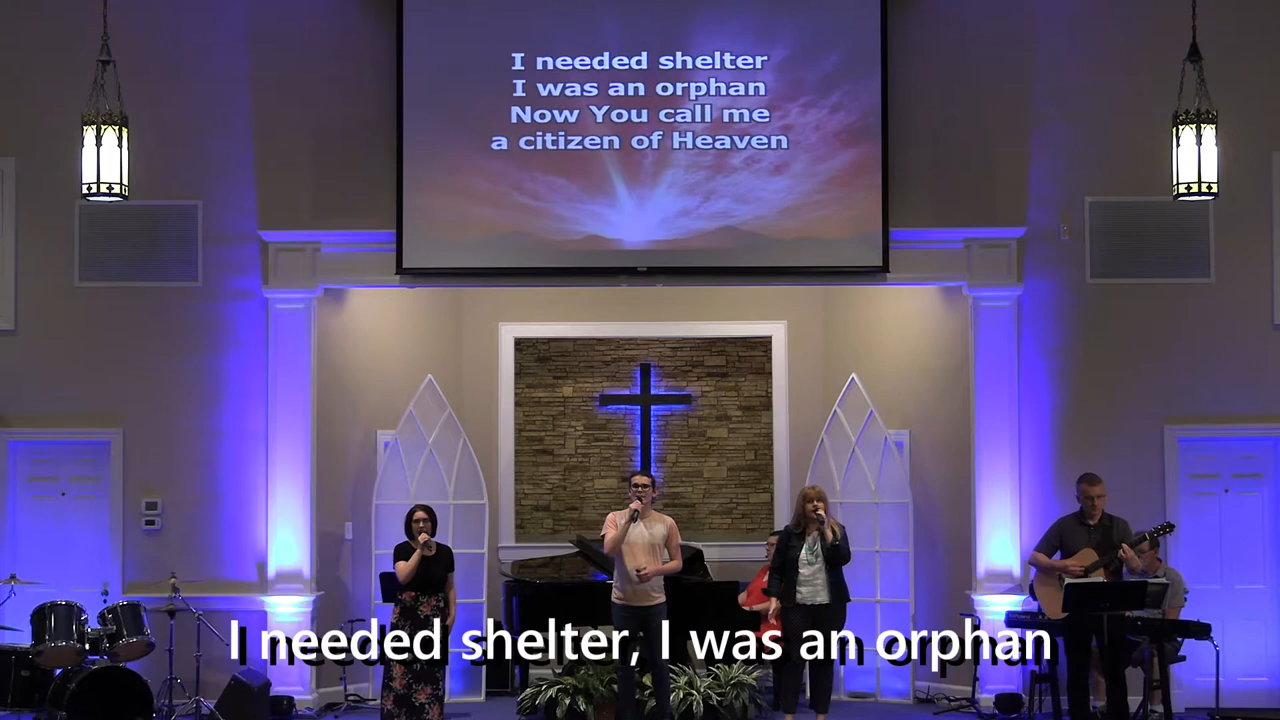 I needed shelter
I was an orphan
Now You call me
a citizen of Heaven
I needed shelter, I was an orphan